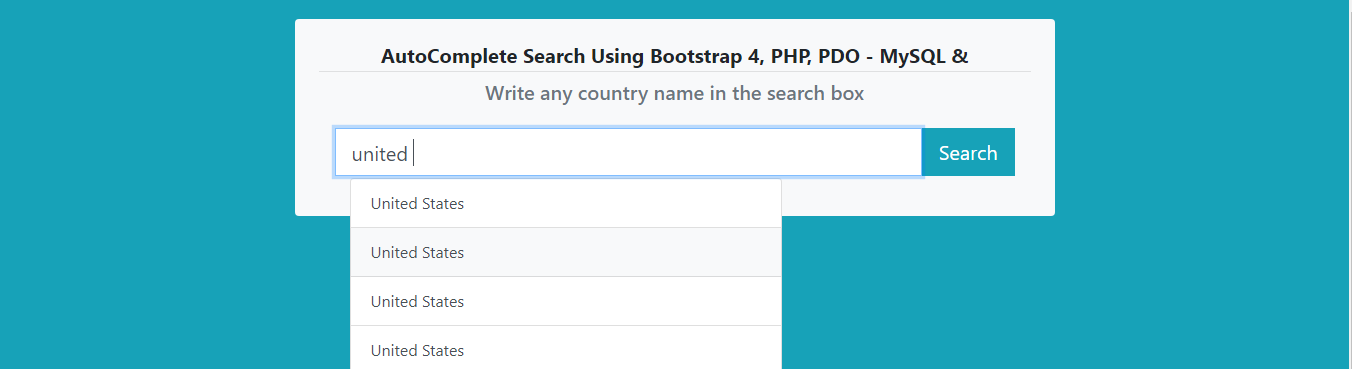 AutoComplete Search Using Bootstrap 4, PHP, PDO - MySQL &
Write any country name in the search box
united
Search
United States
United States
United States
United States